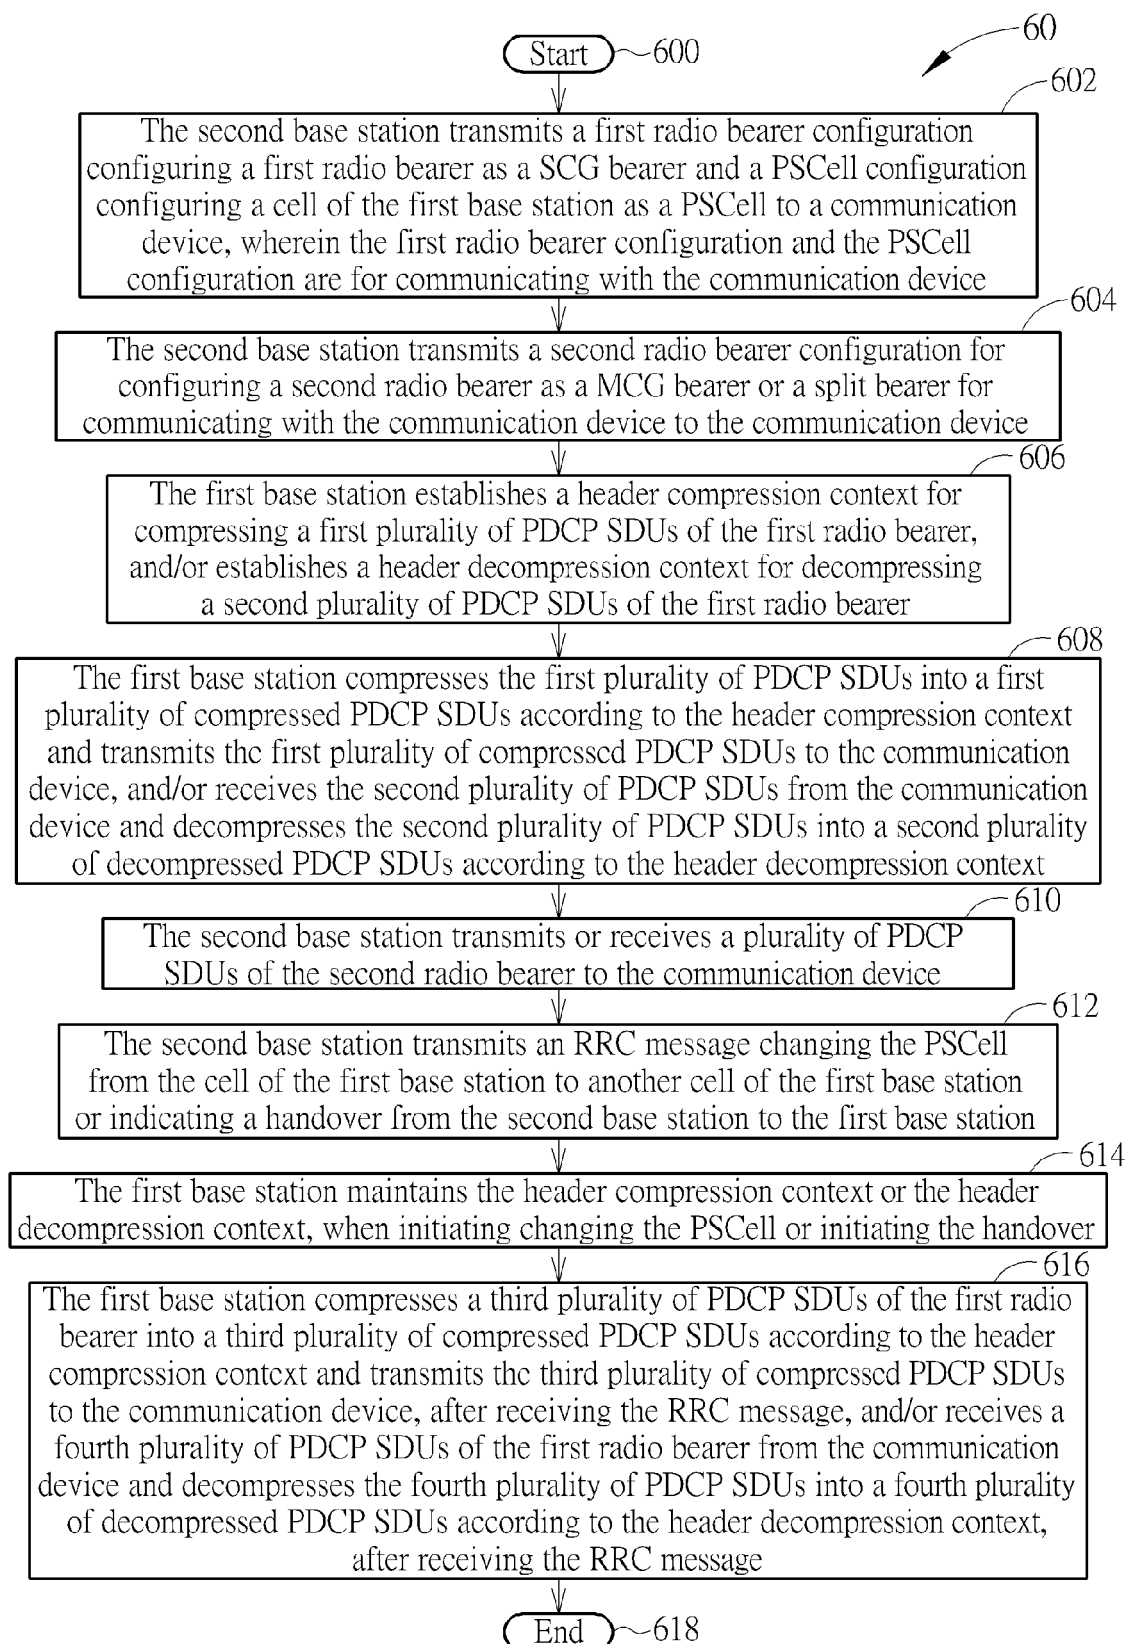 60
Start
600
602
The second base station transmits a first radio bearer configuration
configuring a first radio bearer as a SCG bearer and a PSCell configuration
configuring a cell of the first base station as a PSCell to a communication
device, wherein the first radio bearer configuration and the PSCell
configuration are for communicating with the communication device
604
The second base station transmits a second radio bearer configuration for
configuring a second radio bearer as a MCG bearer or a split bearer for
communicating with the communication device to the communication device
606
The first base station establishes a header compression context for
compressing a first plurality of PDCP SDUs of the first radio bearer,
and/or establishes a header decompression context for decompressing
a second plurality of PDCP SDUs of the first radio bearer
608
The first base station compresses the first plurality of PDCP SDUs into a first
plurality of compressed PDCP SDUs according to the header compression context
and transmits the first plurality of compressed PDCP SDUs to the communication
device, and/or receives the second plurality of PDCP SDUs from the communication
device and decompresses the second plurality of PDCP SDUs into a second plurality
of decompressed PDCP SDUs according to the header decompression context
610
The second base station transmits or receives a plurality of PDCP
SDUs of the second radio bearer to the communication device
612
The second base station transmits an RRC message changing the PSCell
from the cell of the first base station to another cell of the first base station
or indicating a handover from the second base station to the first base station
614
The first base station maintains the header compression context or the header
decompression context, when initiating changing the PSCell or initiating the handover
616
The first base station compresses a third plurality of PDCP SDUs of the first radio
bearer into a third plurality of compressed PDCP SDUs according to the header
compression context and transmits the third plurality of compressed PDCP SDUs
to the communication device, after receiving the RRC message, and/or receives a
fourth plurality of PDCP SDUs of the first radio bearer from the communication
device and decompresses the fourth plurality of PDCP SDUs into a fourth plurality
of decompressed PDCP SDUs according to the header decompression context,
after receiving the RRC message
End
618